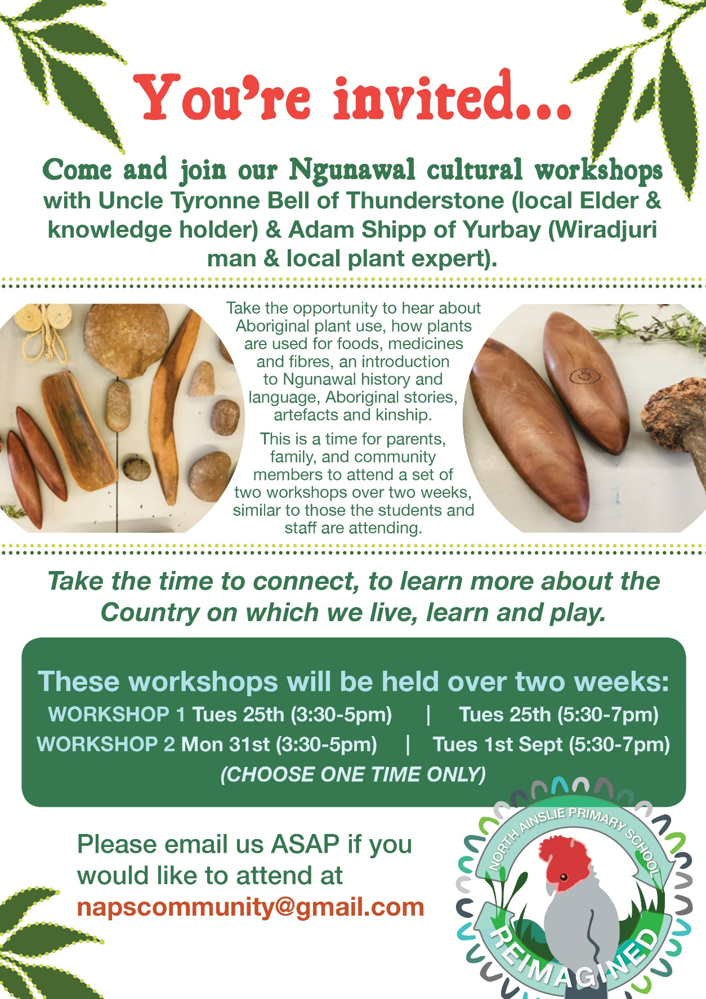 You're invited...
Come and join our Ngunawal cultural workshops
with Uncle Tyronne Bell of Thunderstone (local Elder &
knowledge holder) & Adam Shipp of Yurbay (Wiradjuri
man & local plant expert).
Take the opportunity to hear about
Aboriginal plant use, how plants
are used for foods, medicines
and fibres, an introduction
to Ngunawal history and
language, Aboriginal stories,
artefacts and kinship.
This is a time for parents,
family, and community
members to attend a set of
two workshops over two weeks,
similar to those the students and
staff are attending.
Take the time to connect, to learn more about the
Country on which we live, learn and play.
These workshops will be held over two weeks:
WORKSHOP 1 Tues 25th (3:30-5pm) | Tues 25th (5:30-7pm)
WORKSHOP 2 Mon 31st (3:30-5pm) | Tues 1st Sept (5:30-7pm)
(CHOOSE ONE TIME ONLY)
Please email us ASAP if you
would like to attend at
napscommunity@gmail.com
NORTH AINSLIE PRIMARY SCHOOL
REIMAGINED